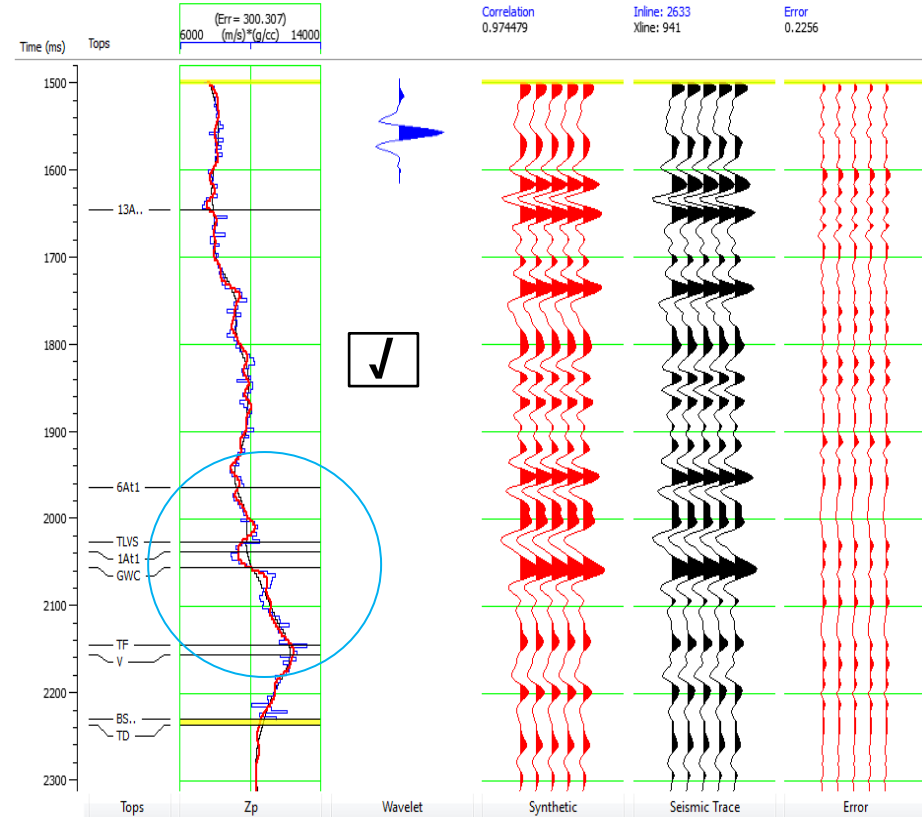 (Err = 300.307)
6000 (m/s)*(g/cc) 14000
Correlation
0.974479
Inline: 2633
Xline: 941
Error
0.2256
Time (ms)
Tops
1500
1600
13A..
1700
1800
√
1900
6At1
2000
TLVS
1At1
GWC
2100
TF
V
2200
BS..
TD
2300
Tops Zp Wavelet Synthetic Seismic Trace Error